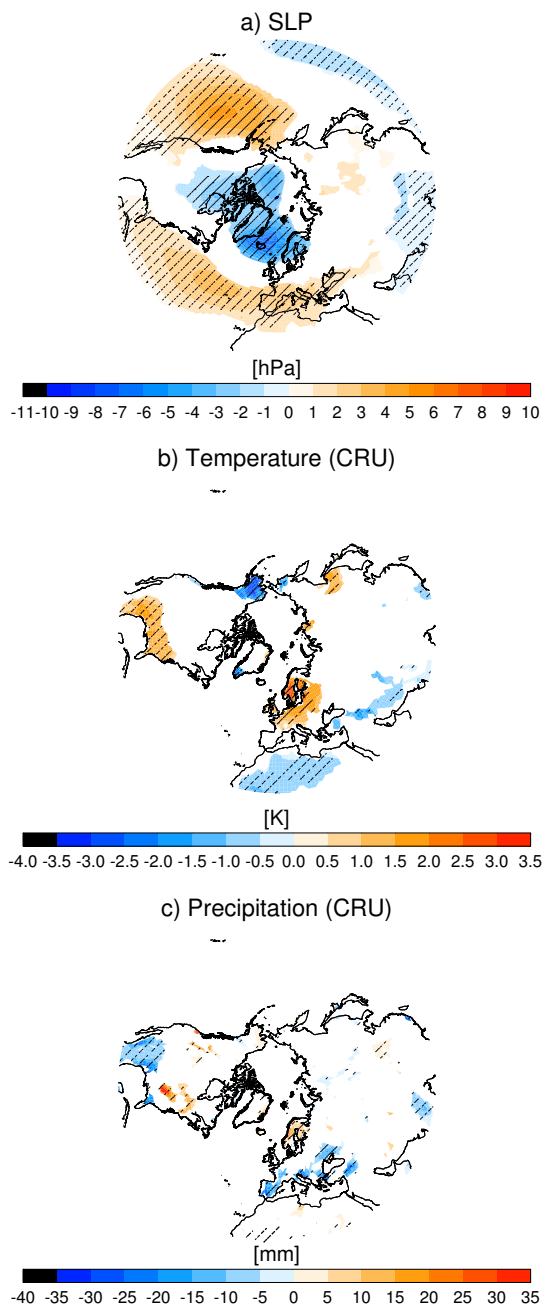 a) SLP
[hPa]
-11-10 -9 -8 -7 -6 -5 -4 -3 -2 -1 0 1 2 3 4 5 6 7 8 9 10
b) Temperature (CRU)
[K]
-4.0 -3.5 -3.0 -2.5 -2.0 -1.5 -1.0 -0.5 0.0 0.5 1.0 1.5 2.0 2.5 3.0 3.5
c) Precipitation (CRU)
[mm]
-40 -35 -30 -25 -20 -15 -10 -5 0 5 10 15 20 25 30 35